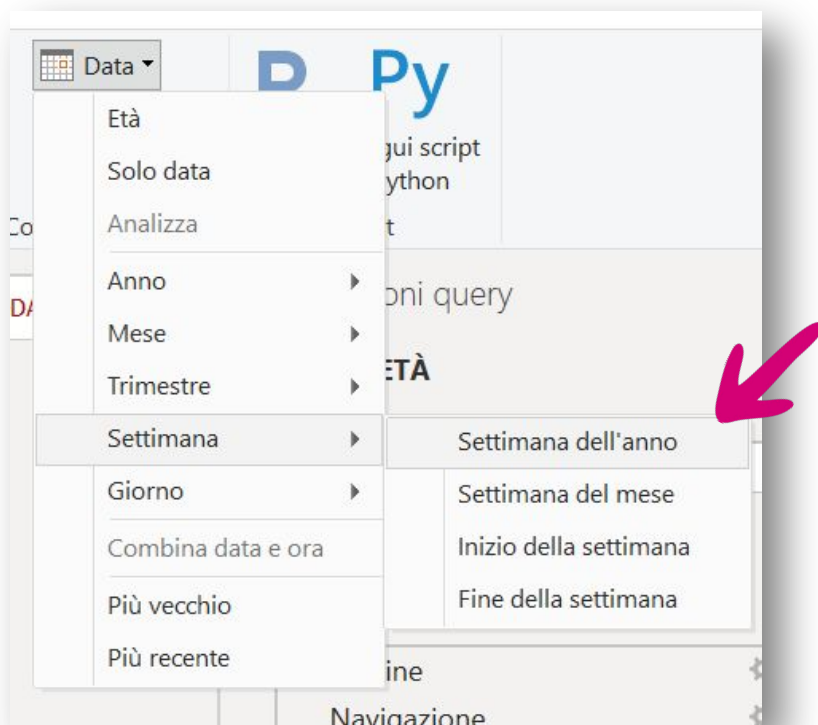 Data
Py
Età
gui script
Solo data
ython
Analizza
t
Anno
oni query
Mese
ETÀ
Trimestre
Settimana
Settimana dell'anno
Giorno
Settimana del mese
Combina data e ora
Inizio della settimana
Più vecchio
Fine della settimana
Più recente
ine
Navigazione